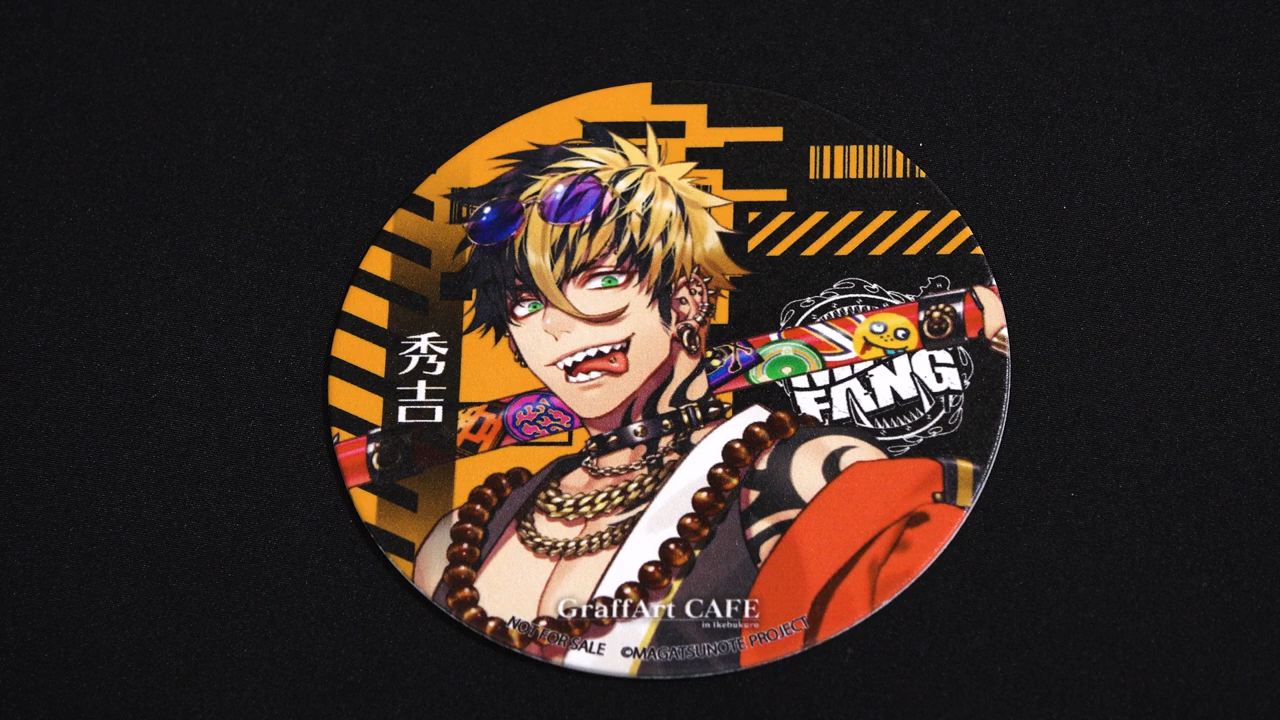 秀吉
FANG
GraffArt CAFE
in Ikebukuro
NOT FOR SALE ©MAGATSUNOTE PROJECT